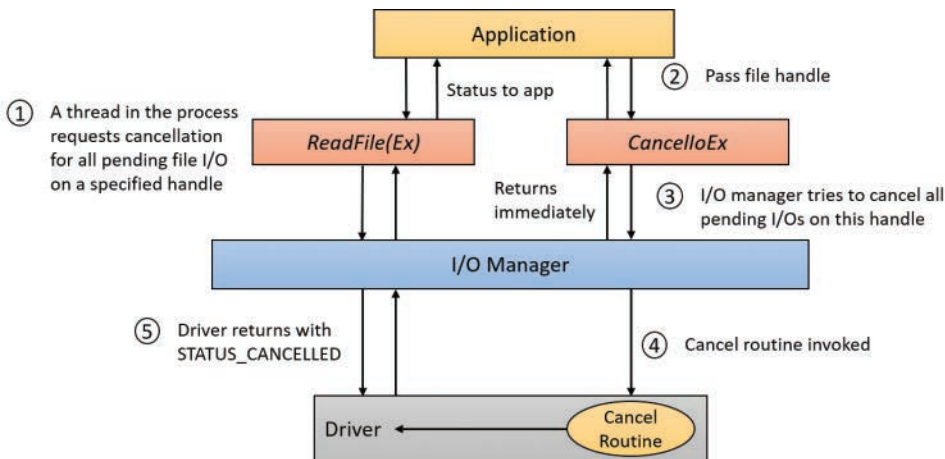 Application
Status to app
② Pass file handle
① A thread in the process
requests cancellation
for all pending file I/O
on a specified handle
ReadFile(Ex)
CancelIoEx
Returns
immediately
③ I/O manager tries to cancel all
pending I/Os on this handle
I/O Manager
⑤ Driver returns with
STATUS_CANCELLED
④ Cancel routine invoked
Driver
Cancel
Routine